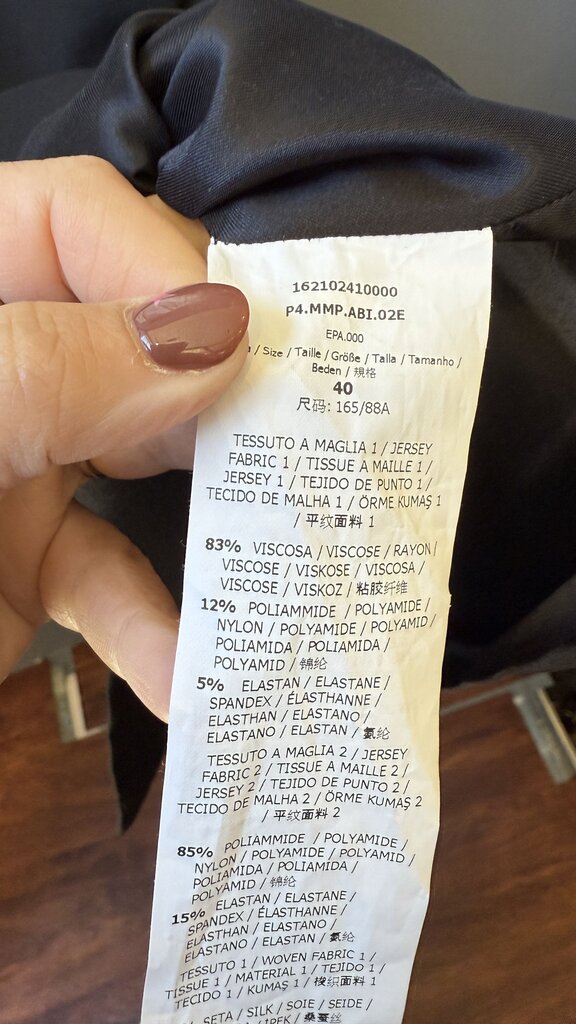 162102410000
P4.MMP.ABI.02E
EPA.000
/ Size / Taille / Größe / Talla / Tamanho /
Beden / 規格
40
尺码: 165/88A
TESSUTO A MAGLIA 1 / JERSEY
FABRIC 1 / TISSUE A MAILLE 1 /
JERSEY 1 / TEJIDO DE PUNTO 1 /
TECIDO DE MALHA 1 / ÖRME KUMAŞ 1
/ 平纹面料 1
83% VISCOSA / VISCOSE / RAYON /
VISCOSE / VISKOSE / VISCOSA /
VISCOSE / VISKOZ / 粘胶纤维
12% POLIAMMIDE / POLYAMIDE /
NYLON / POLYAMIDE / POLYAMID /
POLIAMIDA / POLIAMIDA /
POLYAMID / 锦纶
5% ELASTAN / ELASTANE /
SPANDEX / ÉLASTHANNE /
ELASTHAN / ELASTANO /
ELASTANO / ELASTAN / 氨纶
TESSUTO A MAGLIA 2 / JERSEY
FABRIC 2 / TISSUE A MAILLE 2 /
JERSEY 2 / TEJIDO DE PUNTO 2 /
TECIDO DE MALHA 2 / ÖRME KUMAŞ 2
/ 平纹面料 2
85% POLIAMMIDE / POLYAMIDE /
NYLON / POLYAMIDE / POLYAMID /
POLIAMIDA / POLIAMIDA /
POLYAMID / 锦纶
15% ELASTAN / ELASTANE /
SPANDEX / ÉLASTHANNE /
ELASTHAN / ELASTANO /
ELASTANO / ELASTAN / 氨纶
TESSUTO 1 / WOVEN FABRIC 1 /
TISSUE 1 / MATERIAL 1 / TEJIDO 1 /
TECIDO 1 / KUMAŞ 1 / 梭织面料 1
SETA / SILK / SOIE / SEIDE /
/ İPEK / 桑蚕丝